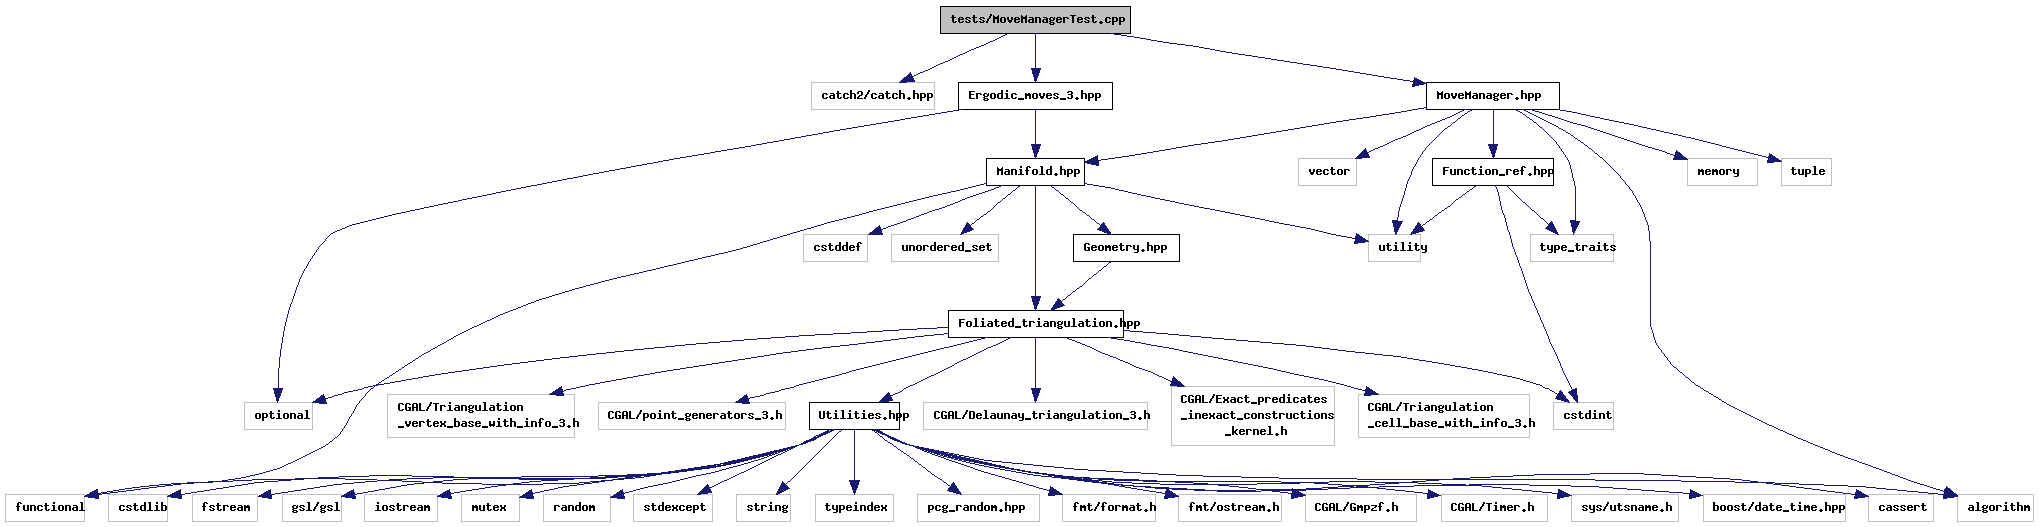 tests/MoveManagerTest.cpp
catch2/catch.hpp
Ergodic_moves_3.hpp
MoveManager.hpp
Manifold.hpp
vector
Function_ref.hpp
memory
tuple
cstddef
unordered_set
Geometry.hpp
utility
type_traits
Foliated_triangulation.hpp
optional
CGAL/Triangulation
_vertex_base_with_info_3.h
CGAL/point_generators_3.h
Utilities.hpp
CGAL/Delaunay_triangulation_3.h
CGAL/Exact_predicates
_inexact_constructions
_kernel.h
CGAL/Triangulation
_cell_base_with_info_3.h
cstdint
functional
cstdlib
fstream
gsl/gsl
iostream
mutex
random
stdexcept
string
typeindex
pcg_random.hpp
fmt/format.h
fmt/ostream.h
CGAL/Gmpzf.h
CGAL/Timer.h
sys/utsname.h
boost/date_time.hpp
cassert
algorithm